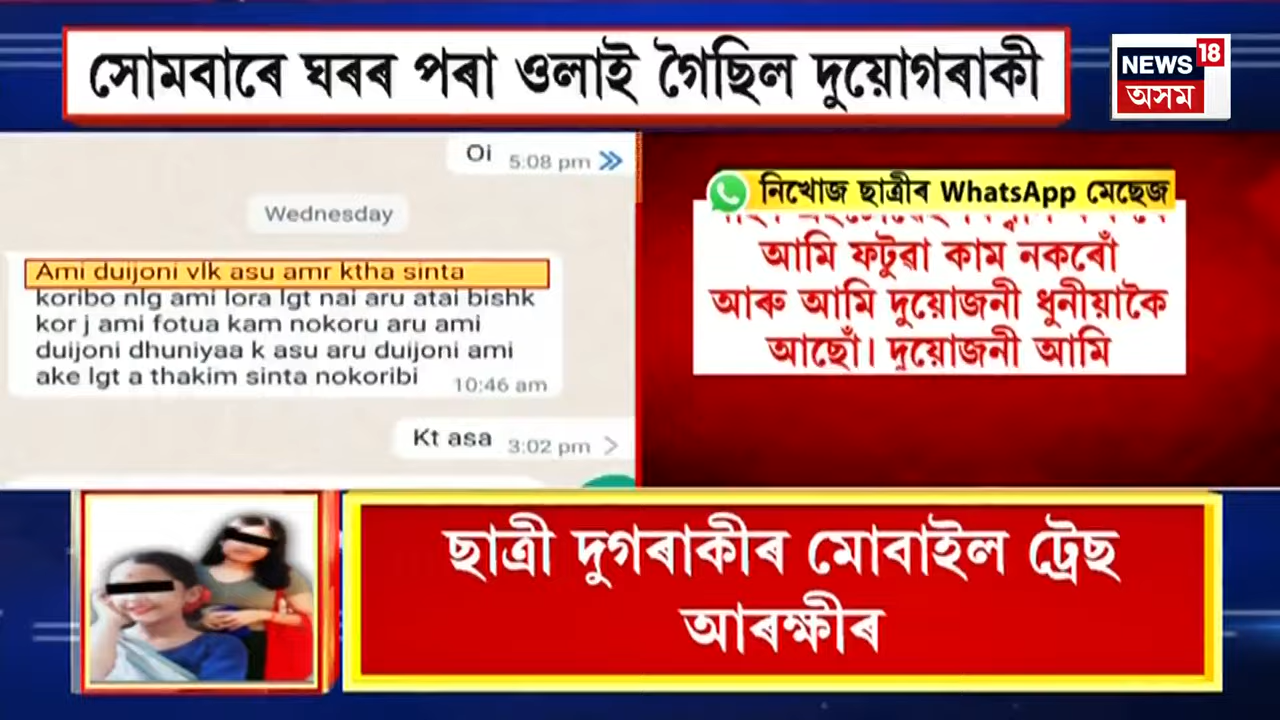 সোমবাৰে ঘৰৰ পৰা ওলাই গৈছিল দুয়োগৰাকী
NEWS 18
অসম
Oi 5:08 pm
Wednesday
Ami duijoni vlk asu amr ktha sinta
koribo nlg ami lora lgt nai aru atai bishk
kor j ami fotua kam nokoru aru ami
duijoni dhuniyaa k asu aru duijoni ami
ake lgt a thakim sinta nokoribi 10:46 am
Kt asa 3:02 pm
নিখোজ ছাত্ৰীৰ WhatsApp মেছেজ
আমি ফটুৱা কাম নকৰোঁ
আৰু আমি দুয়োজনী ধুনীয়াকৈ
আছোঁ। দুয়োজনী আমি
ছাত্ৰী দুগৰাকীৰ মোবাইল ট্ৰেছ
আৰক্ষীৰ